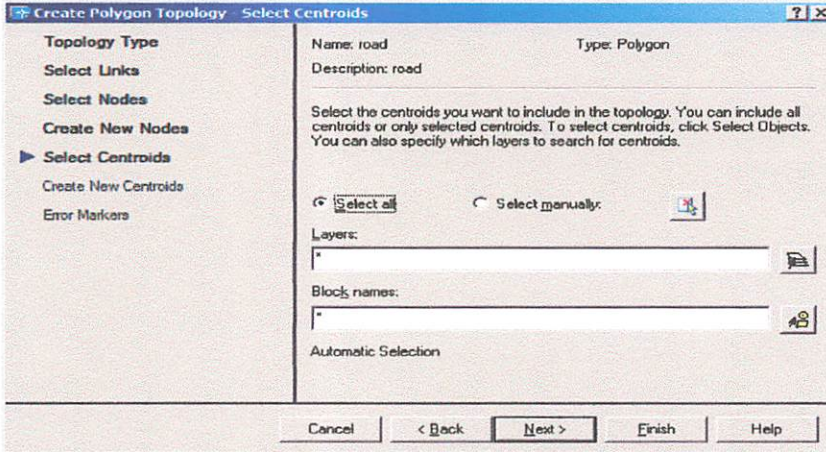 Create Polygon Topology - Select Centroids
Topology Type
Select Links
Select Nodes
Create New Nodes
Select Centroids
Create New Centroids
Error Markers
Name: road Type: Polygon
Description: road
Select the centroids you want to include in the topology. You can include all
centroids or only selected centroids. To select centroids, click Select Objects.
You can also specify which layers to search for centroids.
Select all Select manually:
Layers:
*
Block names:
*
Automatic Selection
Cancel < Back Next > Finish Help